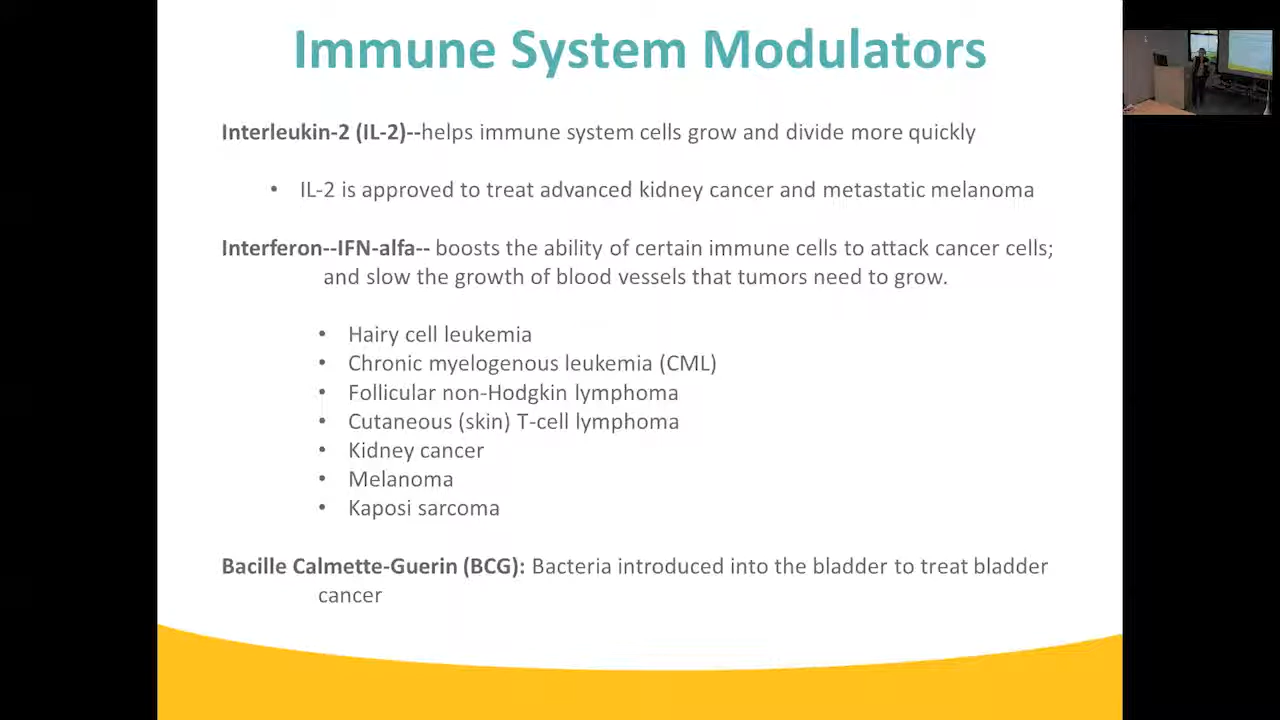 Immune System Modulators
Interleukin-2 (IL-2)--helps immune system cells grow and divide more quickly
• IL-2 is approved to treat advanced kidney cancer and metastatic melanoma
Interferon--IFN-alfa-- boosts the ability of certain immune cells to attack cancer cells;
and slow the growth of blood vessels that tumors need to grow.
• Hairy cell leukemia
• Chronic myelogenous leukemia (CML)
• Follicular non-Hodgkin lymphoma
• Cutaneous (skin) T-cell lymphoma
• Kidney cancer
• Melanoma
• Kaposi sarcoma
Bacille Calmette-Guerin (BCG): Bacteria introduced into the bladder to treat bladder
cancer